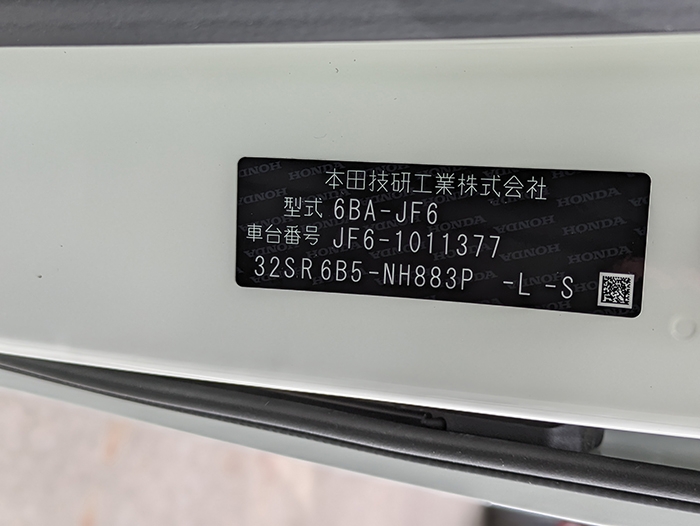 本田技研工業株式会社
型式 6BA-JF6
車台番号 JF6-1011377
32SR6B5-NH883P -L -S